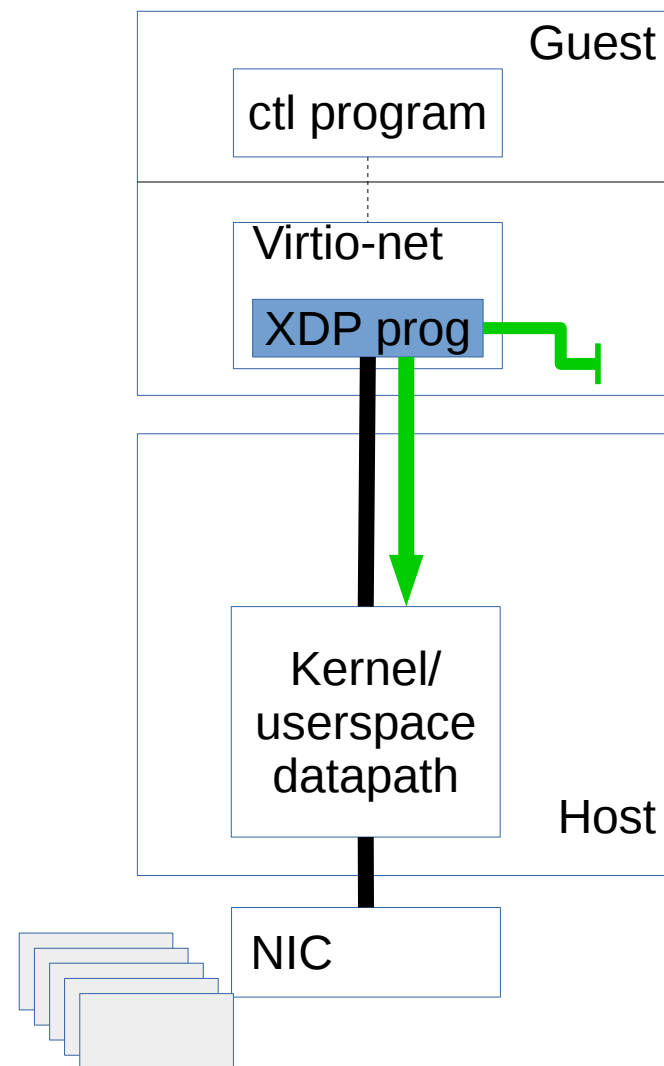 Guest
ctl program
Virtio-net
XDP prog
Kernel/
userspace
datapath
Host
NIC